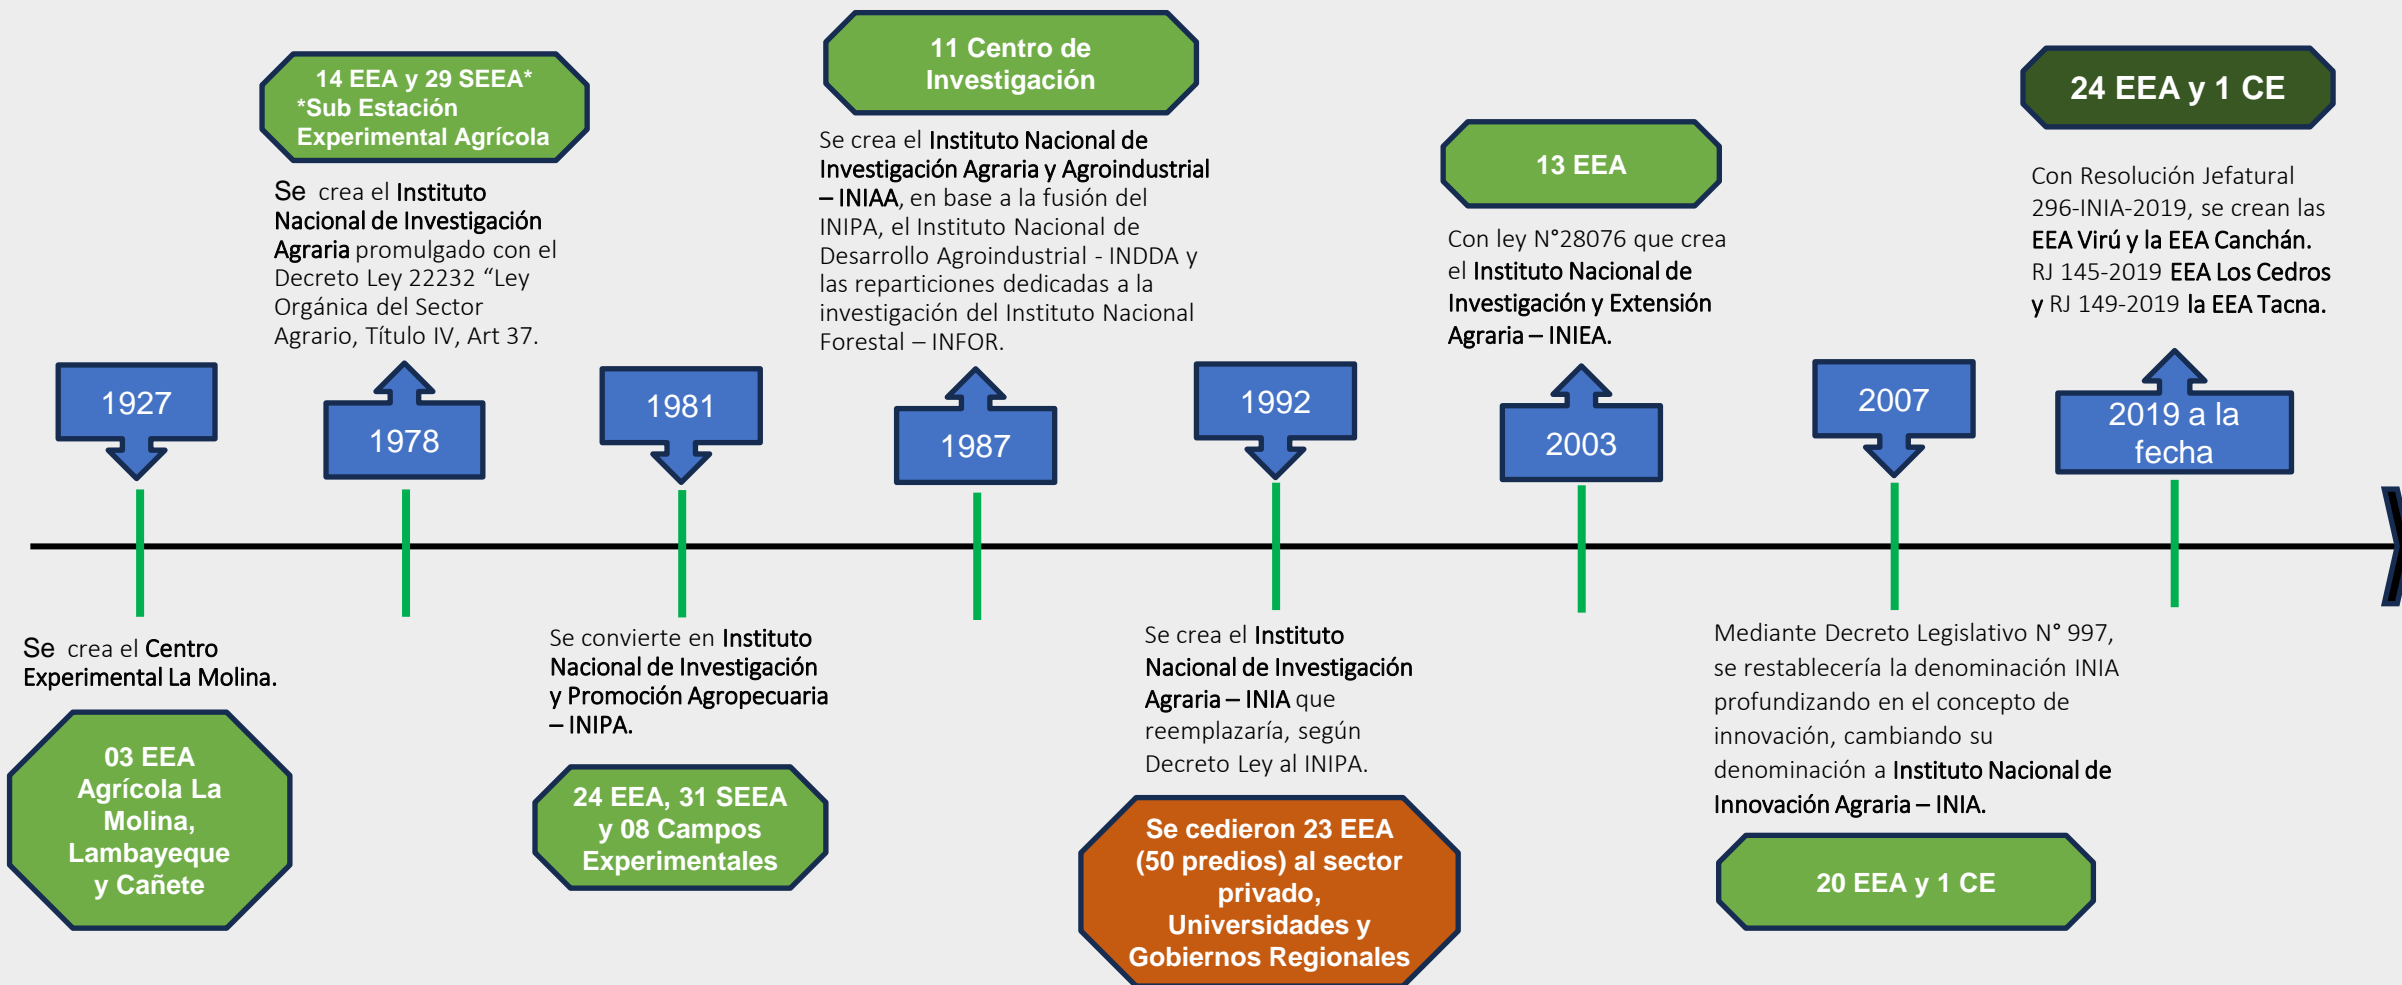 14 EEA y 29 SEEA*
*Sub Estación
Experimental Agrícola
Se crea el Instituto
Nacional de Investigación
Agraria promulgado con el
Decreto Ley 22232 “Ley
Orgánica del Sector
Agrario, Título IV, Art 37.
11 Centro de
Investigación
Se crea el Instituto Nacional de
Investigación Agraria y Agroindustrial
– INIAA, en base a la fusión del
INIPA, el Instituto Nacional de
Desarrollo Agroindustrial - INDDA y
las reparticiones dedicadas a la
investigación del Instituto Nacional
Forestal – INFOR.
13 EEA
Con ley N°28076 que crea
el Instituto Nacional de
Investigación y Extensión
Agraria – INIEA.
24 EEA y 1 CE
Con Resolución Jefatural
296-INIA-2019, se crean las
EEA Virú y la EEA Canchán.
RJ 145-2019 EEA Los Cedros
y RJ 149-2019 la EEA Tacna.
1927
1978
1981
1987
1992
2003
2007
2019 a la
fecha
Se crea el Centro
Experimental La Molina.
03 EEA
Agrícola La
Molina,
Lambayeque
y Cañete
Se convierte en Instituto
Nacional de Investigación
y Promoción Agropecuaria
– INIPA.
24 EEA, 31 SEEA
y 08 Campos
Experimentales
Se crea el Instituto
Nacional de Investigación
Agraria – INIA que
reemplazaría, según
Decreto Ley al INIPA.
Se cedieron 23 EEA
(50 predios) al sector
privado,
Universidades y
Gobiernos Regionales
Mediante Decreto Legislativo N° 997,
se restablecería la denominación INIA
profundizando en el concepto de
innovación, cambiando su
denominación a Instituto Nacional de
Innovación Agraria – INIA.
20 EEA y 1 CE